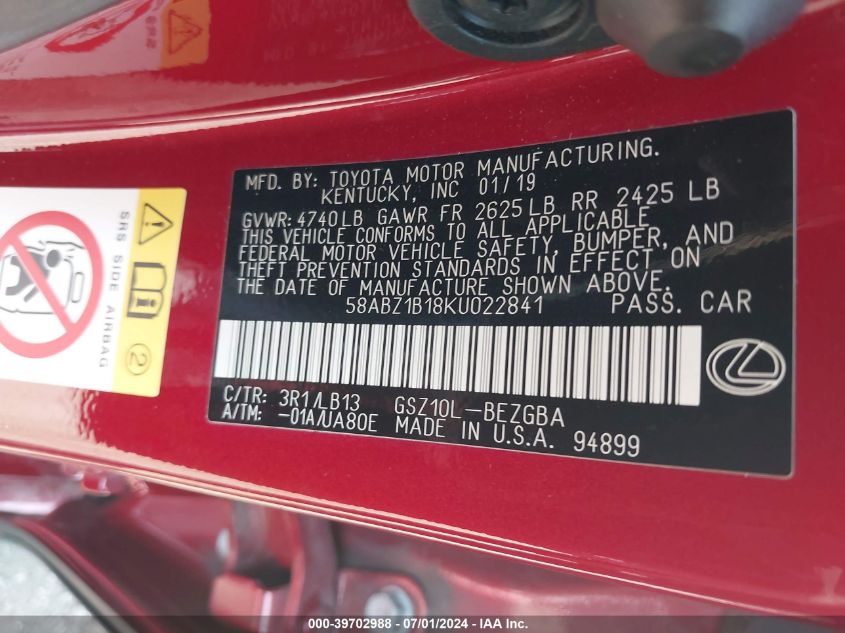 MFD. BY: TOYOTA MOTOR MANUFACTURING.
KENTUCKY, INC 01/19
GVWR: 4740LB GAWR FR 2625LB RR 2425 LB
THIS VEHICLE CONFORMS TO ALL APPLICABLE
FEDERAL MOTOR VEHICLE SAFETY, BUMPER, AND
THEFT PREVENTION STANDARDS IN EFFECT ON
THE DATE OF MANUFACTURE SHOWN ABOVE.
58ABZ1B18KU022841 PASS. CAR
C/TR: 3R1/LB13 GSZ10L-BEZGBA
A/TM: -01A/UA80E MADE IN U.S.A. 94899
SRS SIDE AIRBAG
2
000-39702988 - 07/01/2024 - IAA Inc.